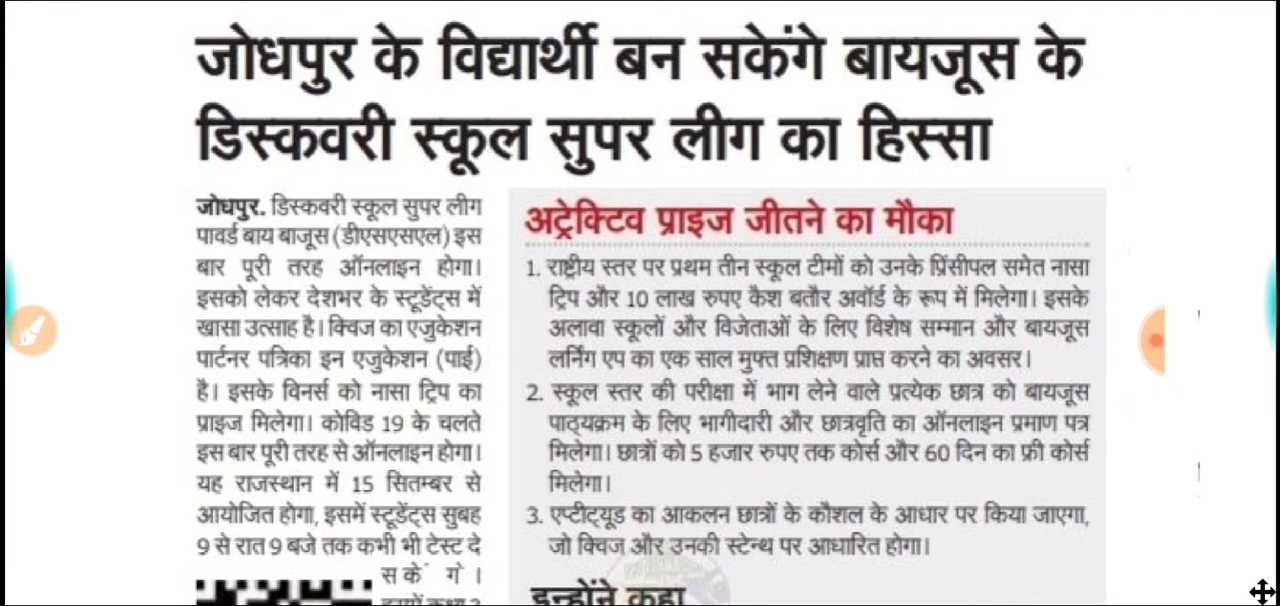 जोधपुर के विद्यार्थी बन सकेंगे बायजूस के
डिस्कवरी स्कूल सुपर लीग का हिस्सा
जोधपुर. डिस्कवरी स्कूल सुपर लीग
पावर्ड बाय बाजूस (डीएसएसएल) इस
बार पूरी तरह ऑनलाइन होगा।
इसको लेकर देशभर के स्टूडेंट्स में
खासा उत्साह है। क्विज का एजुकेशन
पार्टनर पत्रिका इन एजुकेशन (पाई)
है। इसके विनर्स को नासा ट्रिप का
प्राइज मिलेगा। कोविड 19 के चलते
इस बार पूरी तरह से ऑनलाइन होगा।
यह राजस्थान में 15 सितम्बर से
आयोजित होगा, इसमें स्टूडेंट्स सुबह
9 से रात 9 बजे तक कभी भी टेस्ट दे
सकें गे।
अट्रेक्टिव प्राइज जीतने का मौका
1. राष्ट्रीय स्तर पर प्रथम तीन स्कूल टीमों को उनके प्रिंसीपल समेत नासा
ट्रिप और 10 लाख रुपए कैश बतौर अवॉर्ड के रूप में मिलेगा। इसके
अलावा स्कूलों और विजेताओं के लिए विशेष सम्मान और बायजूस
लर्निंग एप का एक साल मुफ्त प्रशिक्षण प्राप्त करने का अवसर।
2. स्कूल स्तर की परीक्षा में भाग लेने वाले प्रत्येक छात्र को बायजूस
पाठ्यक्रम के लिए भागीदारी और छात्रवृति का ऑनलाइन प्रमाण पत्र
मिलेगा। छात्रों को 5 हजार रुपए तक कोर्स और 60 दिन का फ्री कोर्स
मिलेगा।
3. एप्टीट्यूड का आकलन छात्रों के कौशल के आधार पर किया जाएगा,
जो क्विज और उनकी स्टेन्थ पर आधारित होगा।
इन्होंने कहा